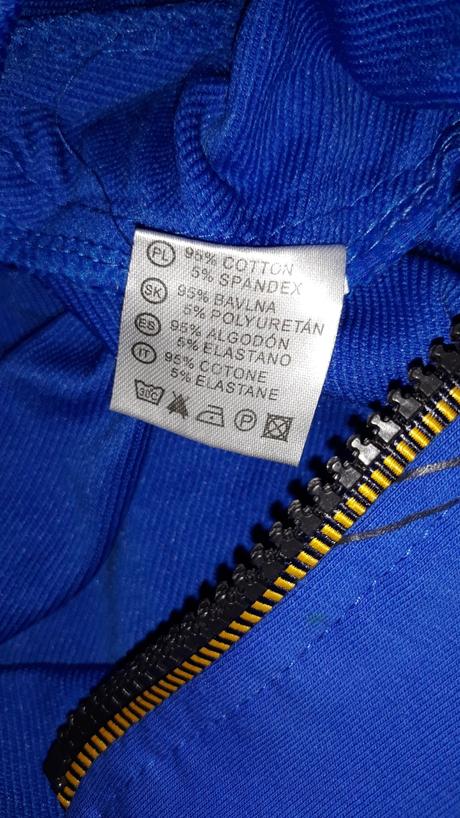 PL 95% COTTON
5% SPANDEX
SK 95% BAVLNA
5% POLYURETÁN
ES 95% ALGODÓN
5% ELASTANO
IT 95% COTONE
5% ELASTANE
30C P